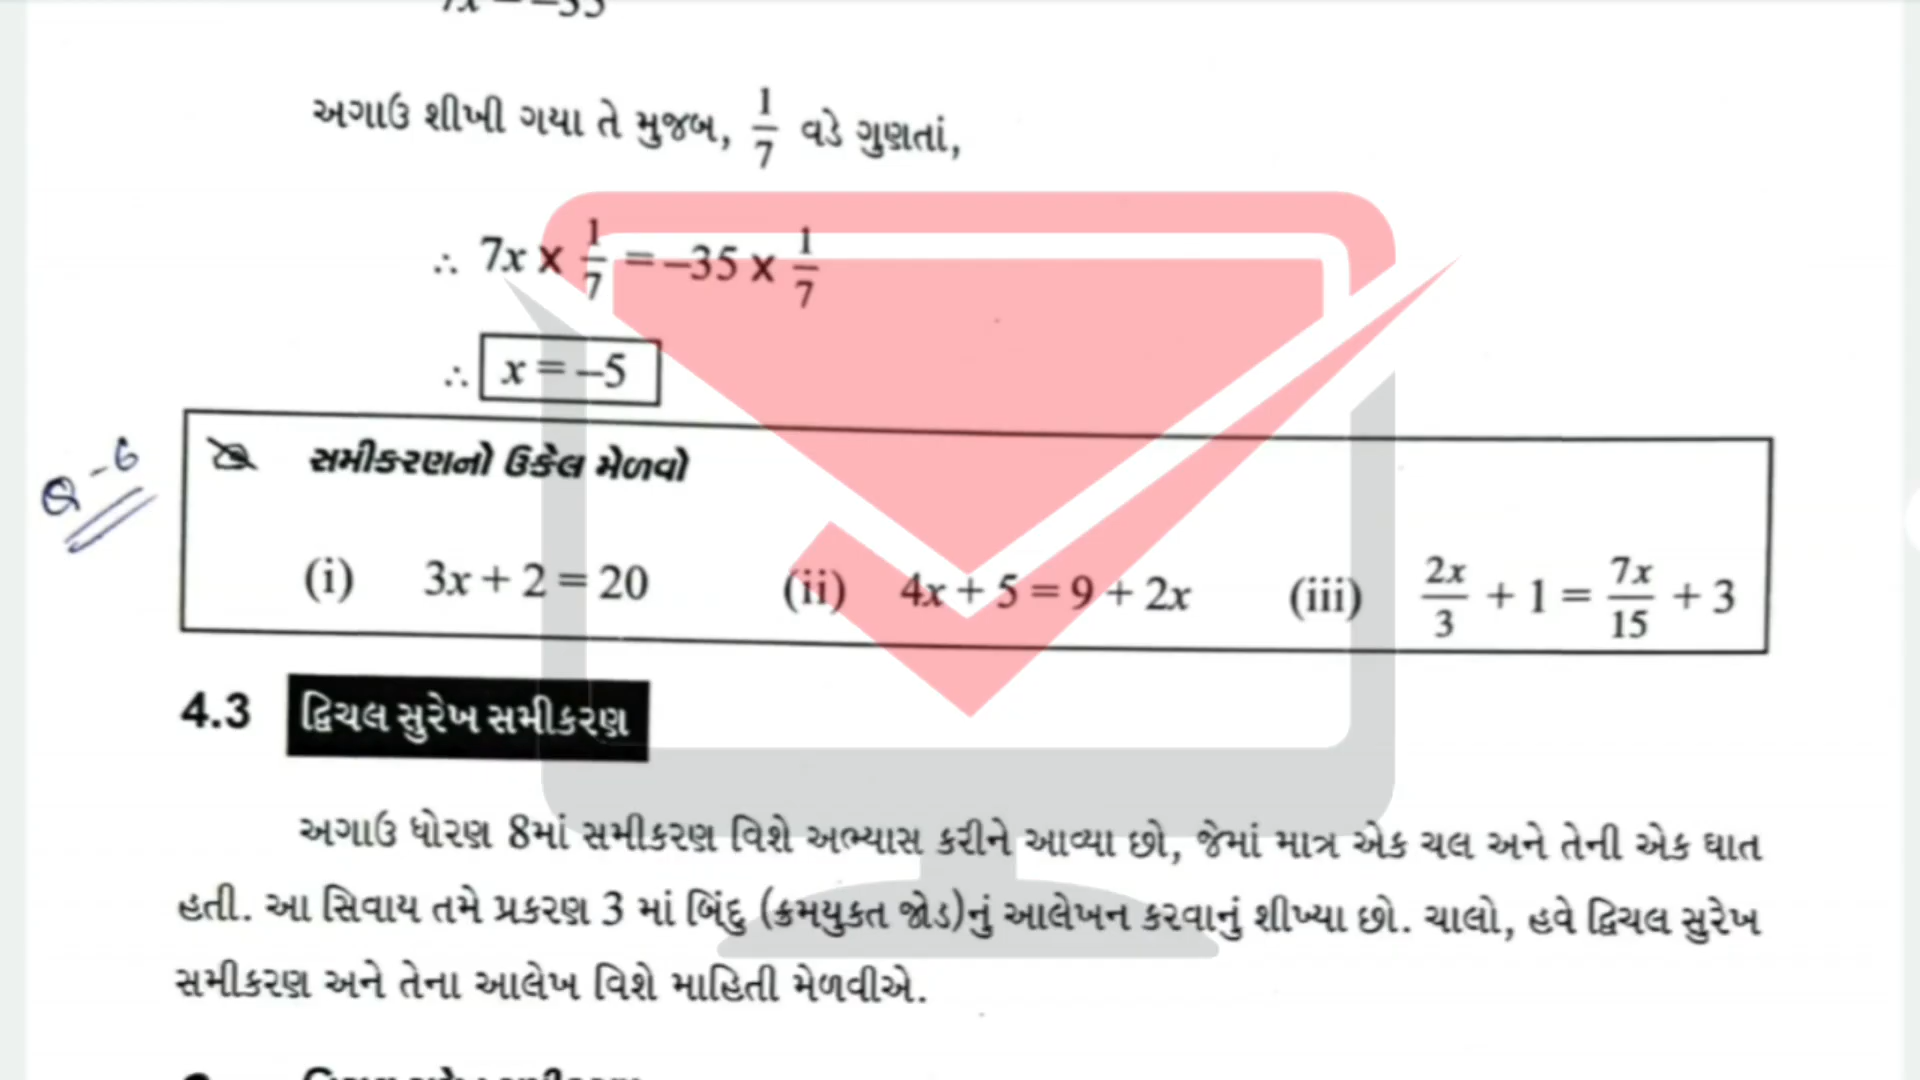 અગાઉ શીખી ગયા તે મુજબ, 1/7 વડે ગુણતાં,
∴ 7x × 1/7 = –35 × 1/7
∴ x = –5
Q-6
સમીકરણનો ઉકેલ મેળવો
(i) 3x + 2 = 20 (ii) 4x + 5 = 9 + 2x (iii) 2x/3 + 1 = 7x/15 + 3
4.3 દ્વિચલ સુરેખ સમીકરણ
અગાઉ ધોરણ 8માં સમીકરણ વિશે અભ્યાસ કરીને આવ્યા છો, જેમાં માત્ર એક ચલ અને તેની એક ઘાત
હતી. આ સિવાય તમે પ્રકરણ 3 માં બિંદુ (ક્રમયુકત જોડ)નું આલેખન કરવાનું શીખ્યા છો. ચાલો, હવે દ્વિચલ સુરેખ
સમીકરણ અને તેના આલેખ વિશે માહિતી મેળવીએ.